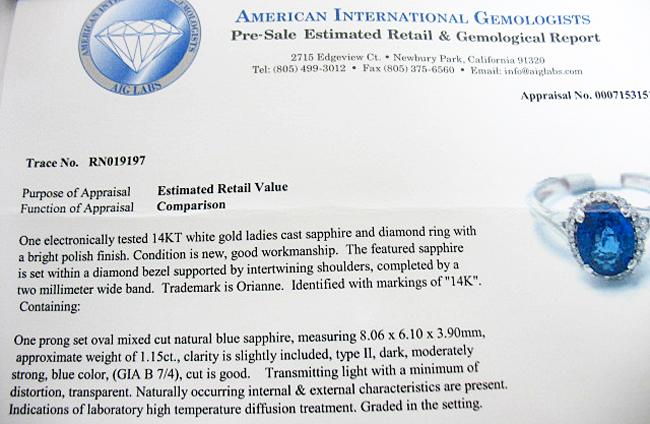 AMERICAN INTERNATIONAL GEMOLOGISTS
Pre-Sale Estimated Retail & Gemological Report
2715 Edgeview Ct. • Newbury Park, California 91320
Tel: (805) 499-3012 • Fax (805) 375-6560 • Email: info@aiglabs.com
AMERICAN INTERNATIONAL GEMOLOGISTS
AIG LABS
Appraisal No. 000715315
Trace No. RN019197
Purpose of Appraisal Estimated Retail Value
Function of Appraisal Comparison
One electronically tested 14KT white gold ladies cast sapphire and diamond ring with
a bright polish finish. Condition is new, good workmanship. The featured sapphire
is set within a diamond bezel supported by intertwining shoulders, completed by a
two millimeter wide band. Trademark is Orianne. Identified with markings of "14K".
Containing:
One prong set oval mixed cut natural blue sapphire, measuring 8.06 x 6.10 x 3.90mm,
approximate weight of 1.15ct., clarity is slightly included, type II, dark, moderately
strong, blue color, (GIA B 7/4), cut is good. Transmitting light with a minimum of
distortion, transparent. Naturally occurring internal & external characteristics are present.
Indications of laboratory high temperature diffusion treatment. Graded in the setting.